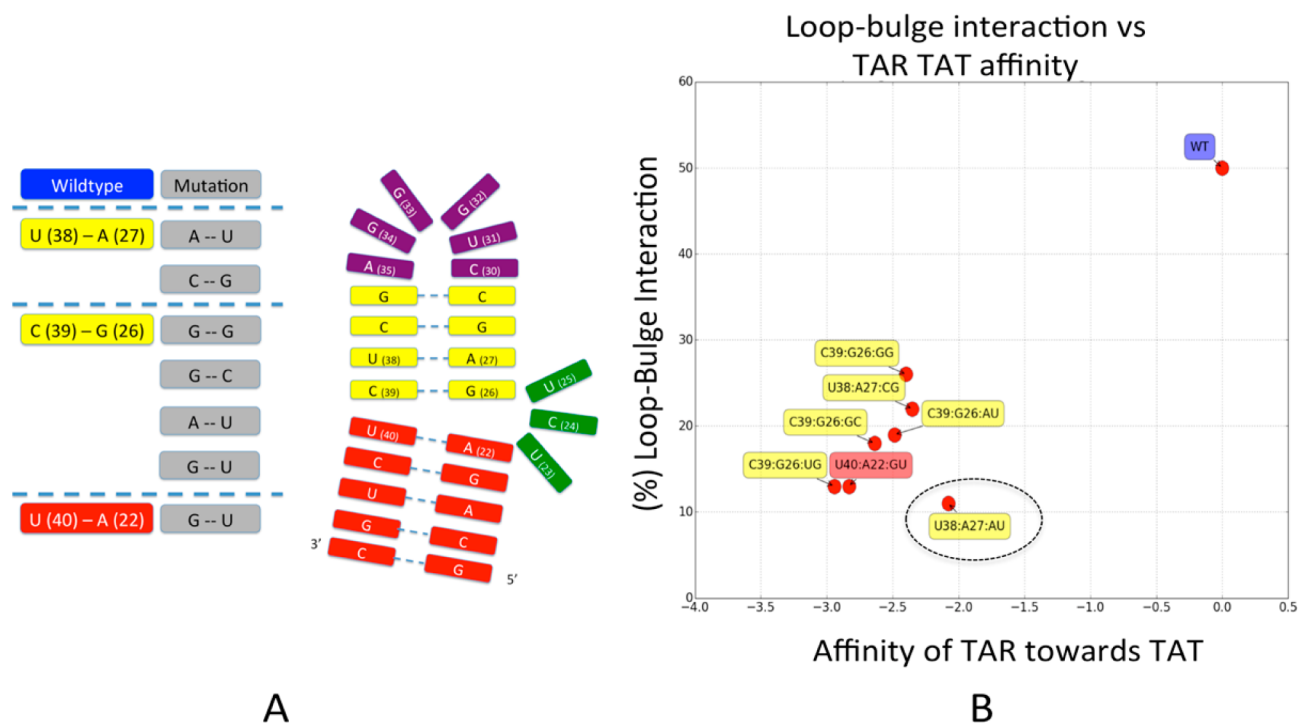 Wildtype Mutation
U (38) – A (27) A -- U
C -- G
C (39) – G (26) G -- G
G -- C
A -- U
G -- U
U (40) – A (22) G -- U
G (33) G (32)
G (34) U (31)
A (35) C (30)
G C
C G
U (38) A (27)
C (39) G (26)
U (25)
C (24)
U (23)
U (40) A (22)
C G
U A
G C
C G
3’ 5’
A
Loop-bulge interaction vs
TAR TAT affinity
(%) Loop-Bulge Interaction
60
50
40
30
20
10
0
WT
C39:G26:GG
U38:A27:CG
C39:G26:AU
C39:G26:GC
C39:G26:UG U40:A22:GU
U38:A27:AU
−4.0 −3.5 −3.0 −2.5 −2.0 −1.5 −1.0 −0.5 0.0 0.5
Affinity of TAR towards TAT
B